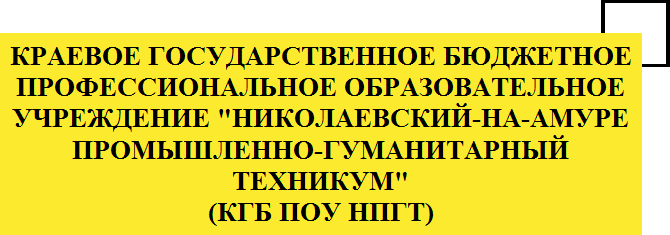 КРАЕВОЕ ГОСУДАРСТВЕННОЕ БЮДЖЕТНОЕ
ПРОФЕССИОНАЛЬНОЕ ОБРАЗОВАТЕЛЬНОЕ
УЧРЕЖДЕНИЕ "НИКОЛАЕВСКИЙ-НА-АМУРЕ
ПРОМЫШЛЕННО-ГУМАНИТАРНЫЙ
ТЕХНИКУМ"
(КГБ ПОУ НПГТ)